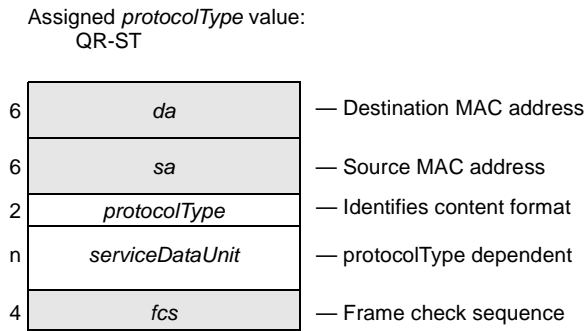 Assigned protocolType value:
QR-ST
6 da — Destination MAC address
6 sa — Source MAC address
2 protocolType — Identifies content format
n serviceDataUnit — protocolType dependent
4 fcs — Frame check sequence